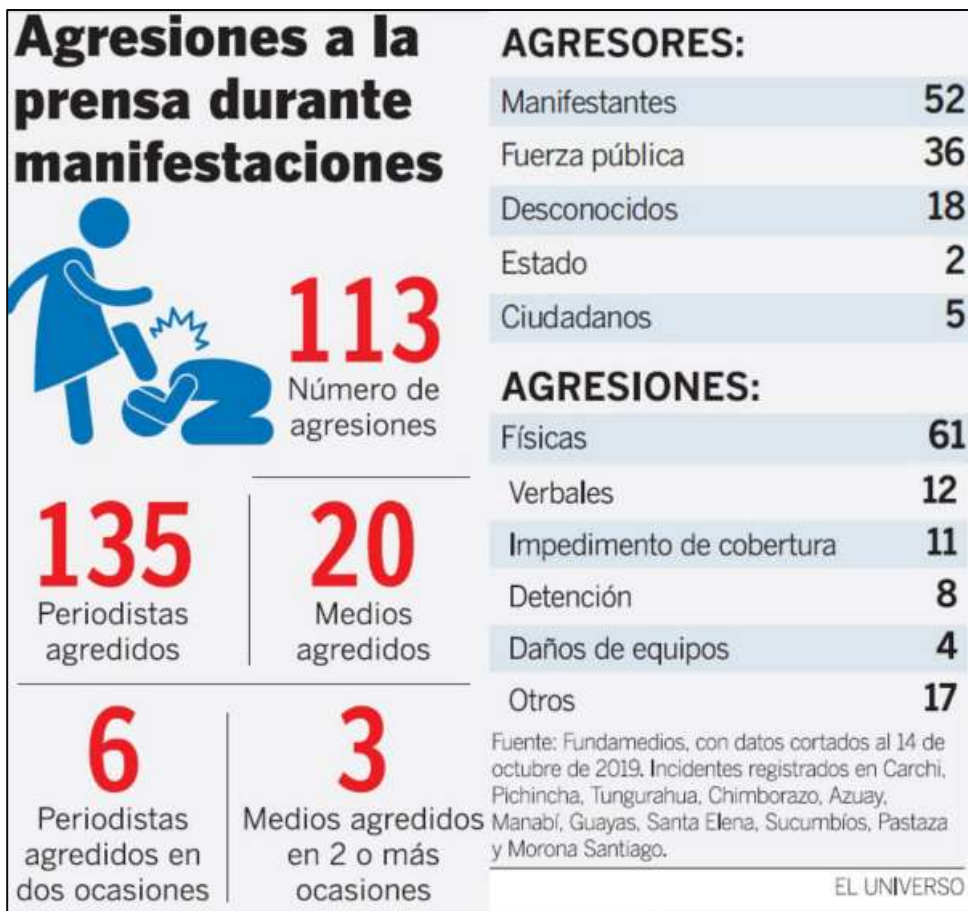 Agresiones a la
prensa durante
manifestaciones
113
Número de
agresiones
135
Periodistas
agredidos
20
Medios
agredidos
6
Periodistas
agredidos en
dos ocasiones
3
Medios agredidos
en 2 o más
ocasiones
AGRESORES:
Manifestantes 52
Fuerza pública 36
Desconocidos 18
Estado 2
Ciudadanos 5
AGRESIONES:
Físicas 61
Verbales 12
Impedimento de cobertura 11
Detención 8
Daños de equipos 4
Otros 17
Fuente: Fundamedios, con datos cortados al 14 de
octubre de 2019. Incidentes registrados en Carchi,
Pichincha, Tungurahua, Chimborazo, Azuay,
Manabí, Guayas, Santa Elena, Sucumbíos, Pastaza
y Morona Santiago.
EL UNIVERSO